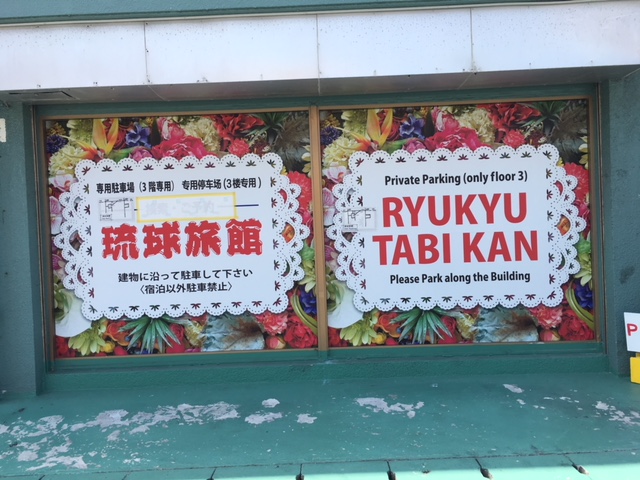 専用駐車場（3階専用） 专用停车场（3楼专用）
琉球旅館
建物に沿って駐車して下さい
〈宿泊以外駐車禁止〉
Private Parking (only floor 3)
RYUKYU
TABI KAN
Please Park along the Building
P